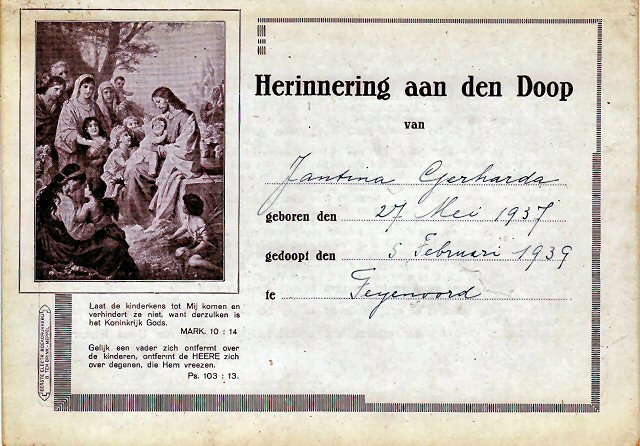 Herinnering aan den Doop
van
Jantina Gerharda
geboren den 27 Mei 1937
gedoopt den 5 Februari 1939
te Feyenoord
Laat de kinderkens tot Mij komen en
verhindert ze niet, want derzulken is
het Koninkrijk Gods.
MARK. 10 : 14
Gelijk een vader zich ontfermt over
de kinderen, ontfermt de HEERE zich
over degenen, die Hem vreezen.
Ps. 103 : 13.